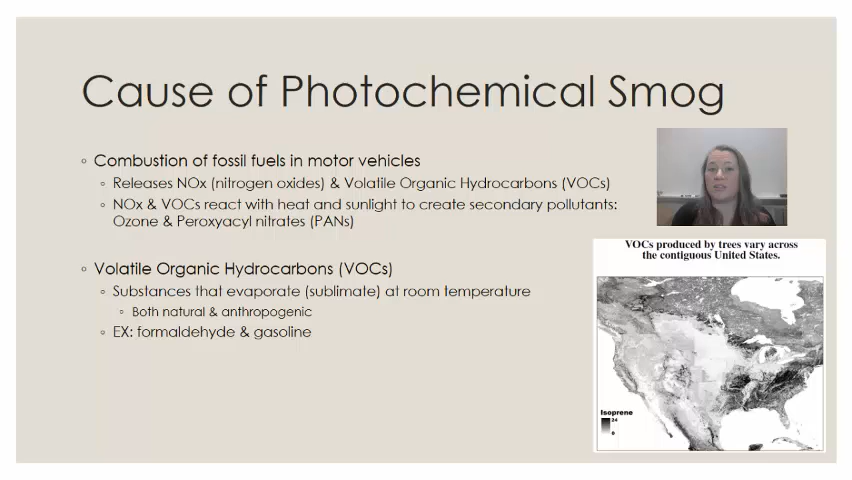 Cause of Photochemical Smog
◦ Combustion of fossil fuels in motor vehicles
◦ Releases NOx (nitrogen oxides) & Volatile Organic Hydrocarbons (VOCs)
◦ NOx & VOCs react with heat and sunlight to create secondary pollutants:
Ozone & Peroxyacyl nitrates (PANs)
◦ Volatile Organic Hydrocarbons (VOCs)
◦ Substances that evaporate (sublimate) at room temperature
◦ Both natural & anthropogenic
◦ EX: formaldehyde & gasoline
VOCs produced by trees vary across
the contiguous United States.
Isoprene
24
0